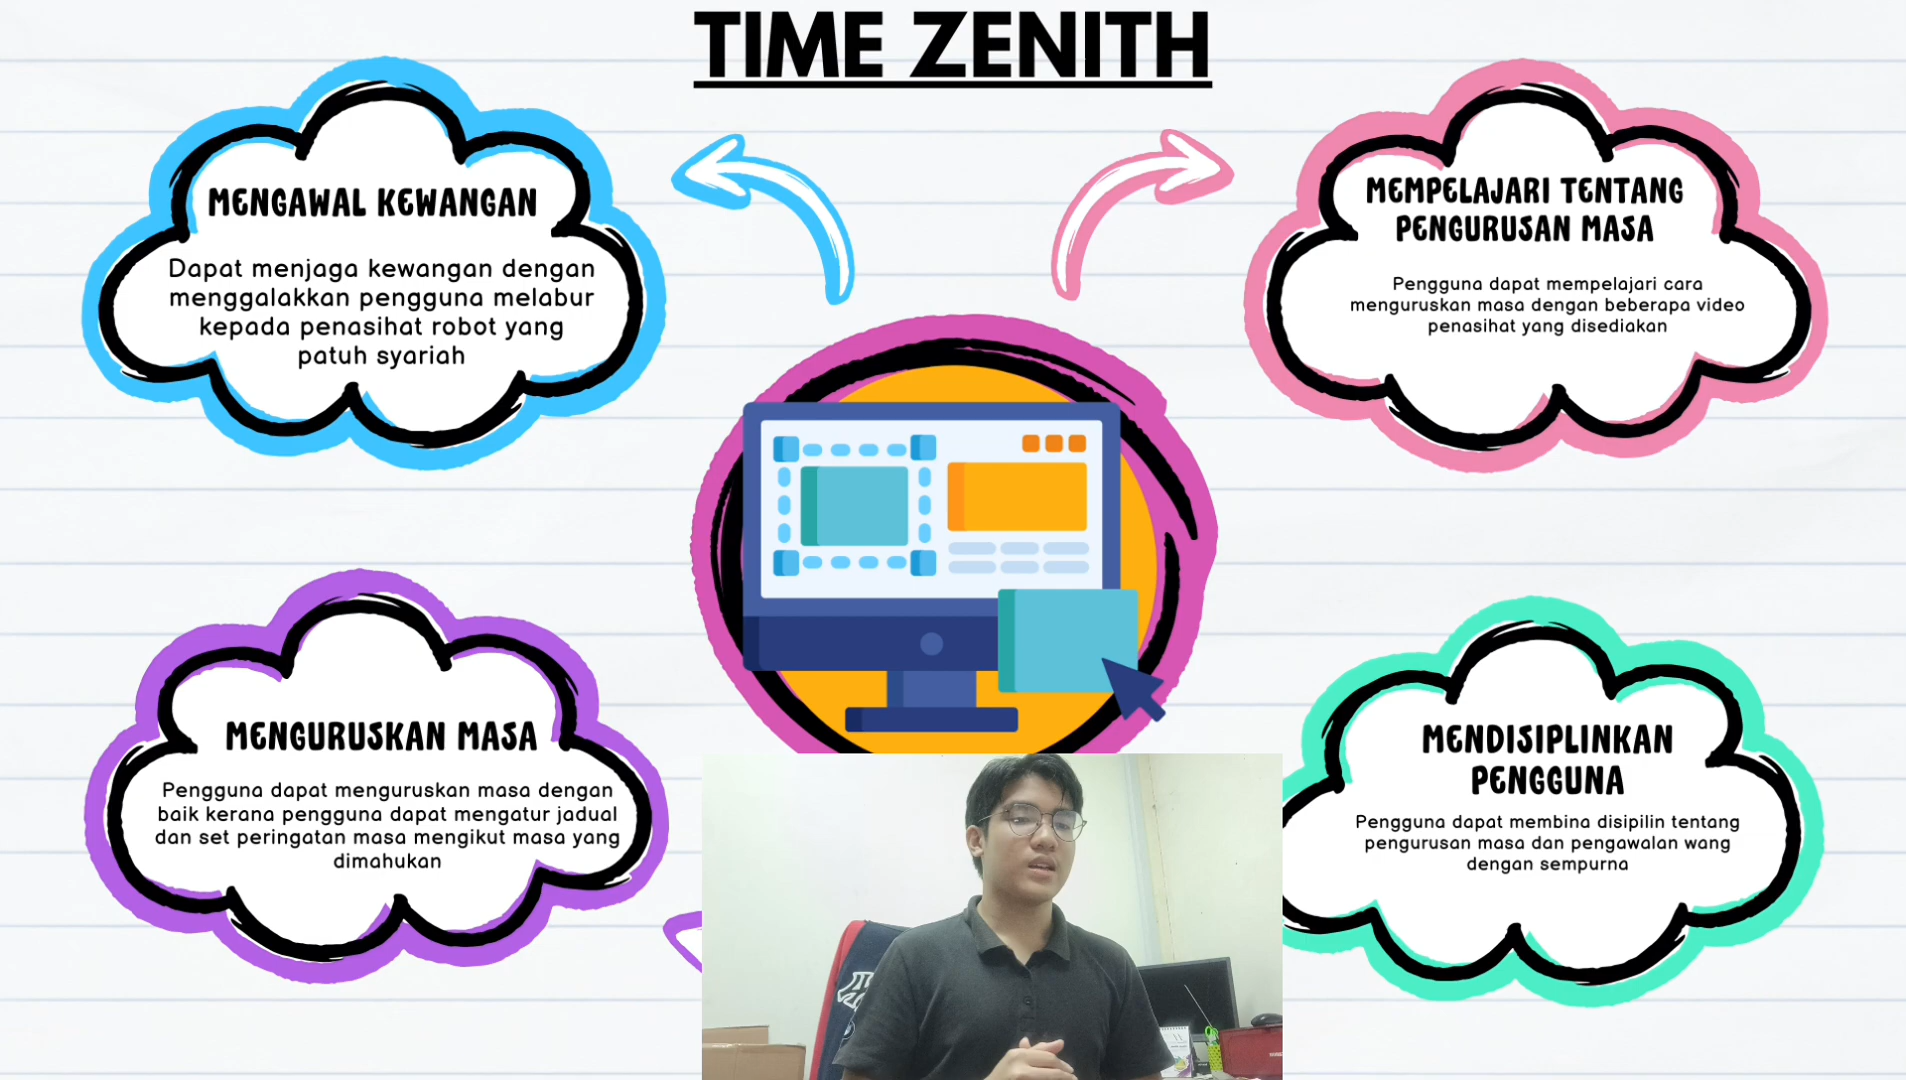 TIME ZENITH
MENGAWAL KEWANGAN
Dapat menjaga kewangan dengan
menggalakkan pengguna melabur
kepada penasihat robot yang
patuh syariah
MEMPELAJARI TENTANG
PENGURUSAN MASA
Pengguna dapat mempelajari cara
menguruskan masa dengan beberapa video
penasihat yang disediakan
MENGURUSKAN MASA
Pengguna dapat menguruskan masa dengan
baik kerana pengguna dapat mengatur jadual
dan set peringatan masa mengikut masa yang
dimahukan
MENDISIPLINKAN
PENGGUNA
Pengguna dapat membina disipilin tentang
pengurusan masa dan pengawalan wang
dengan sempurna